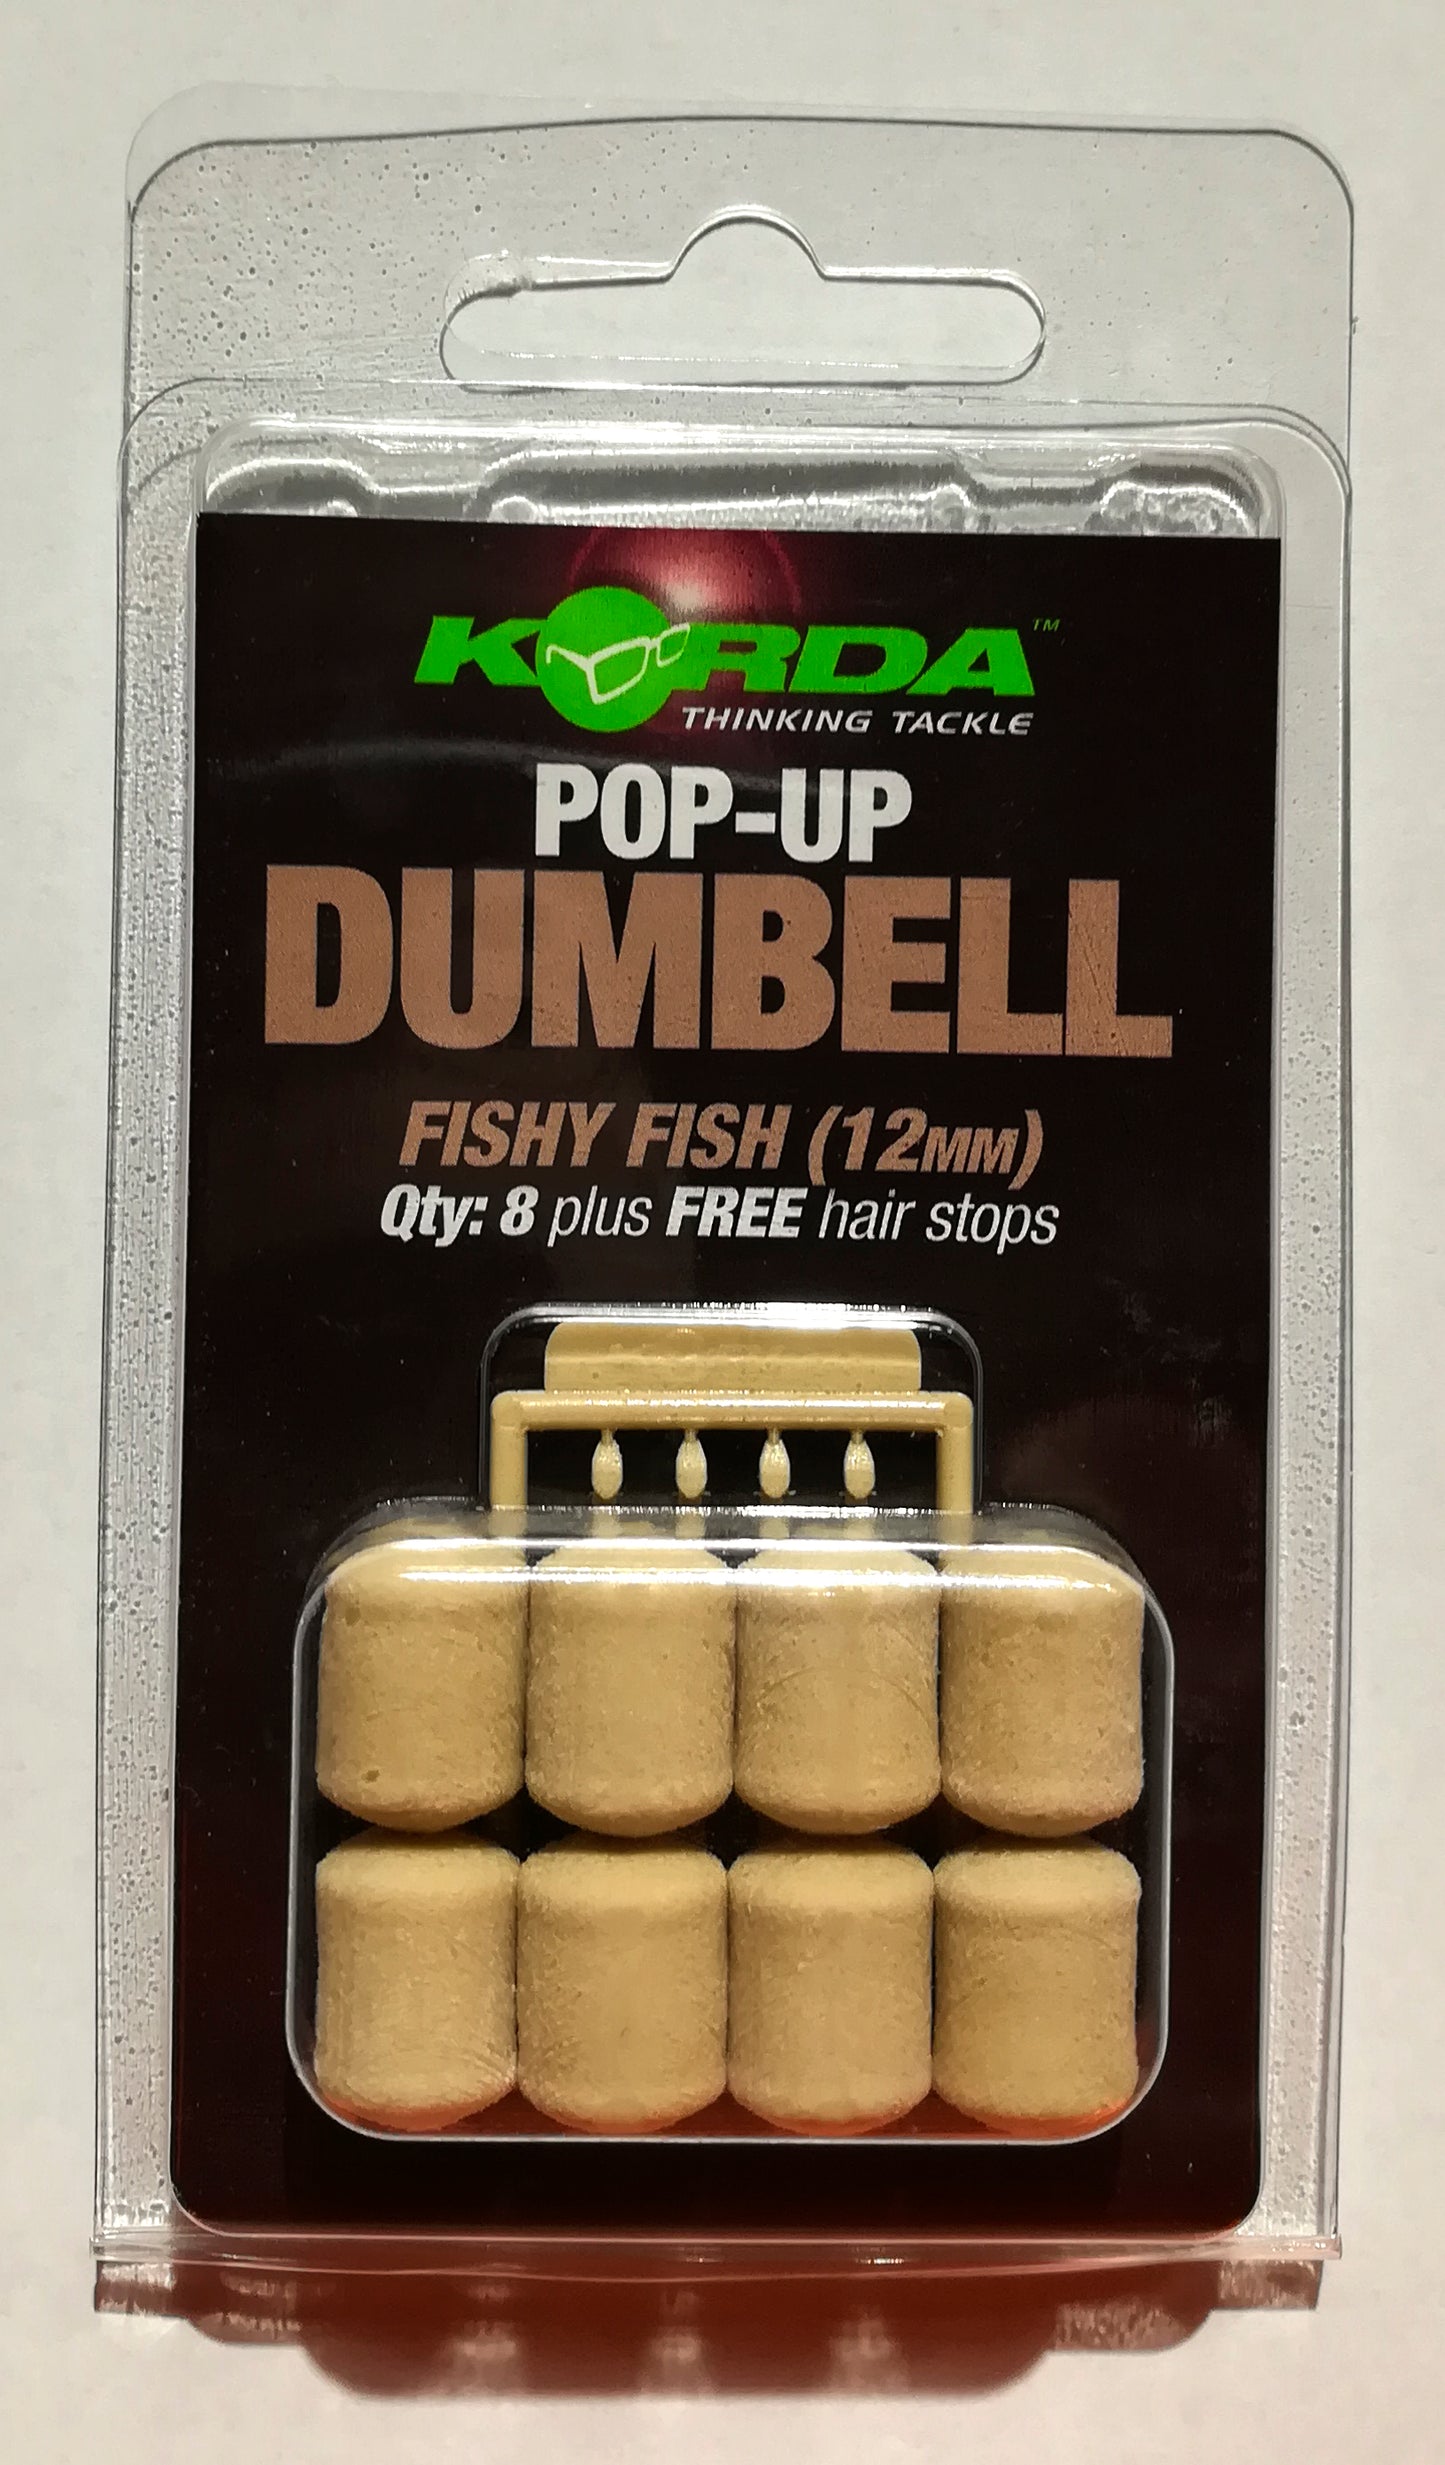 KORDA™
THINKING TACKLE
POP-UP
DUMBELL
FISHY FISH (12MM)
Qty: 8 plus FREE hair stops